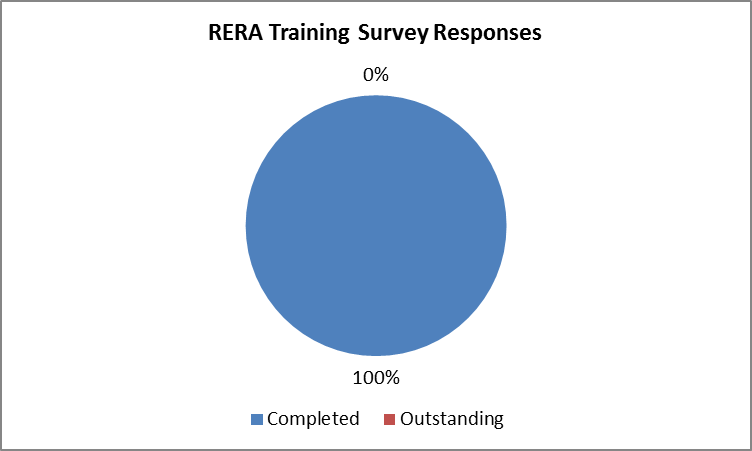 RERA Training Survey Responses
0%
100%
Completed Outstanding